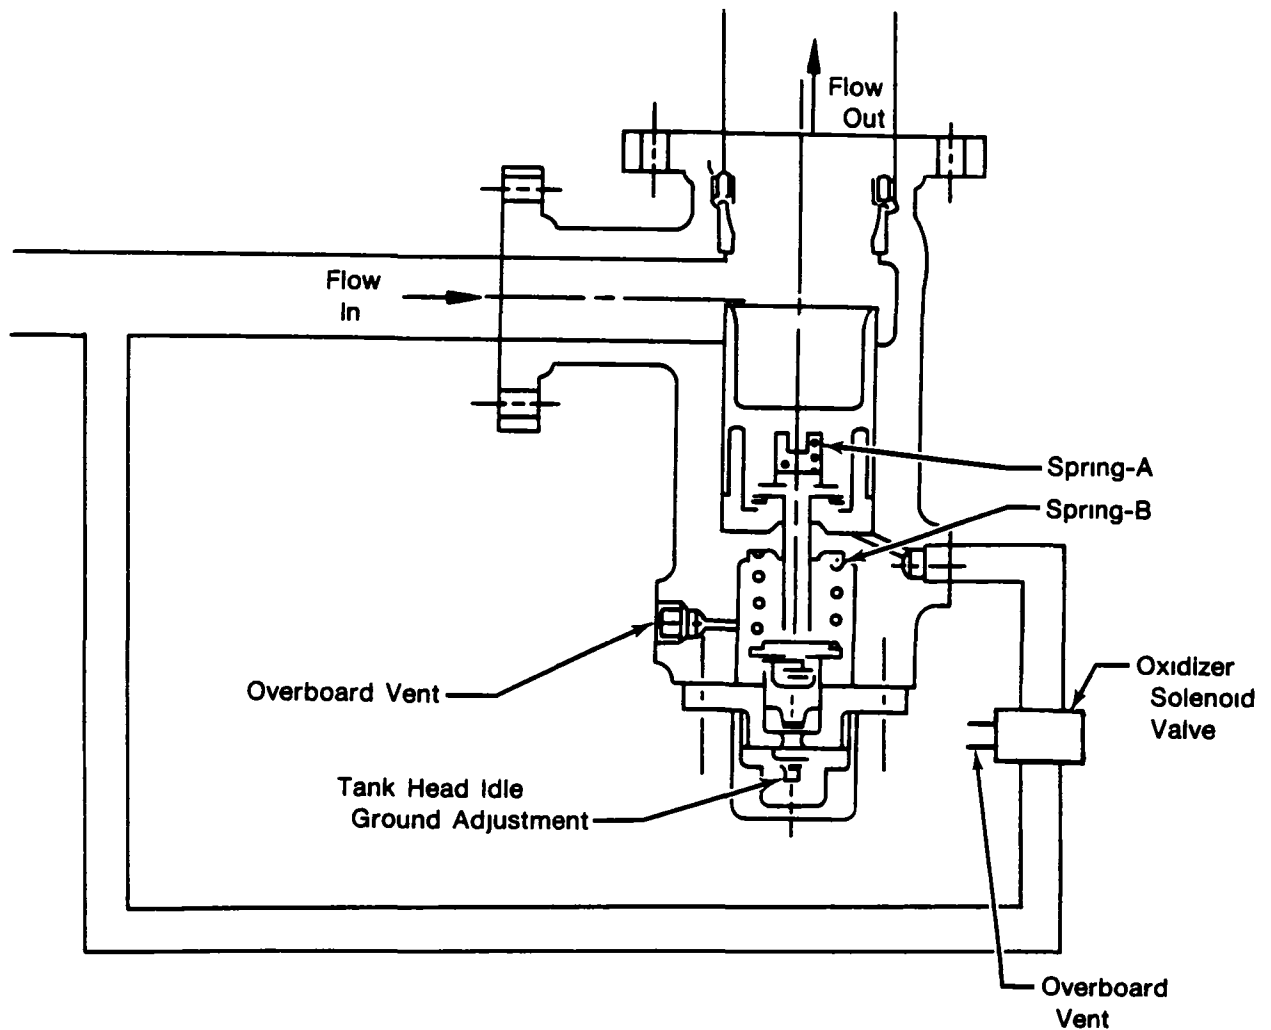 Flow
Out
Flow
In
Spring-A
Spring-B
Overboard Vent
Oxidizer
Solenoid
Valve
Tank Head Idle
Ground Adjustment
Overboard
Vent